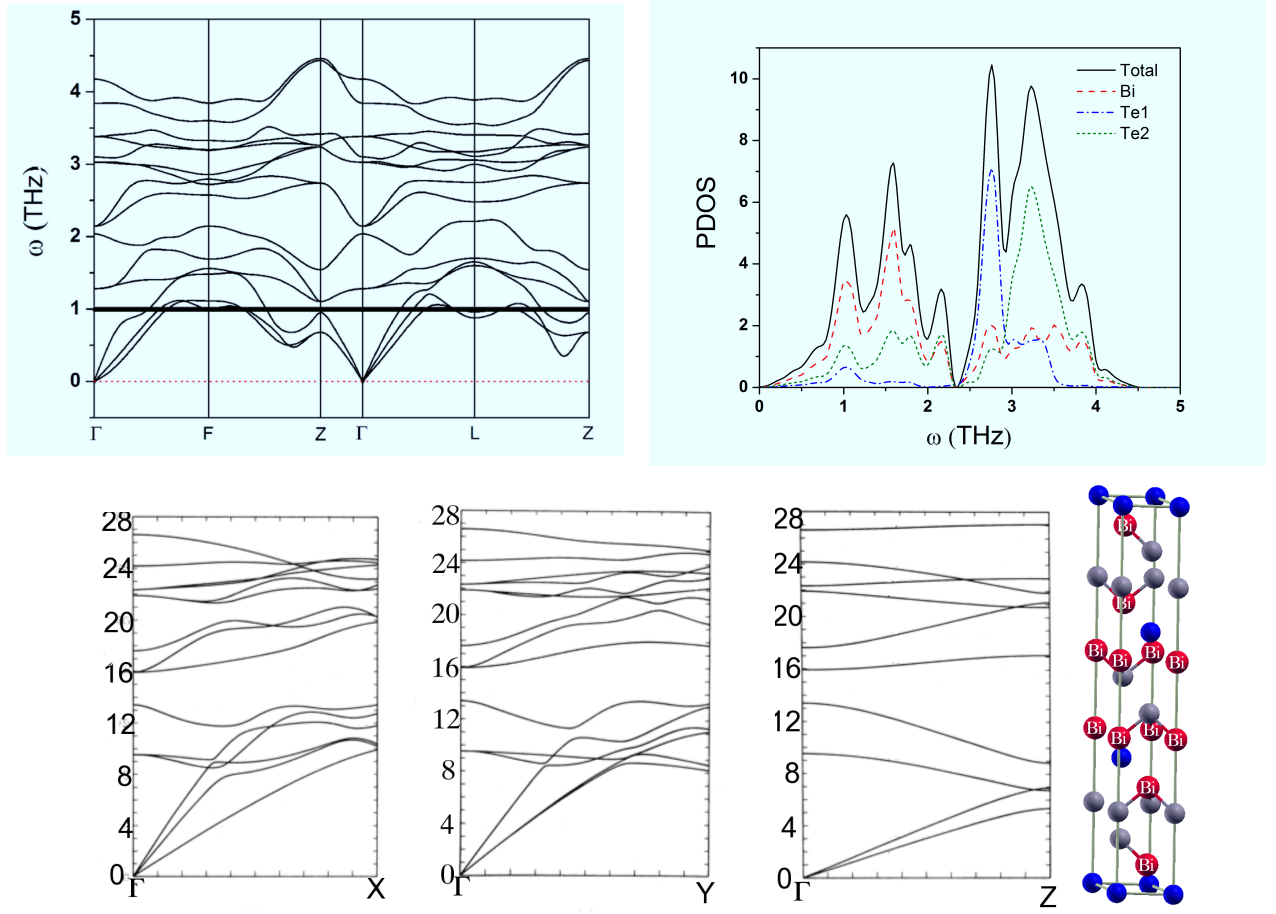 5
4
3
2
1
0
ω (THz)
Γ F Z Γ L Z
10
8
6
4
2
0
PDOS
Total
Bi
Te1
Te2
0 1 2 3 4 5
ω (THz)
28
24
20
16
12
8
4
0
Γ X
28
24
20
16
12
8
4
0
Γ Y
28
24
20
16
12
8
4
0
Γ Z
Bi
Bi
Bi Bi Bi Bi
Bi Bi Bi Bi
Bi
Bi